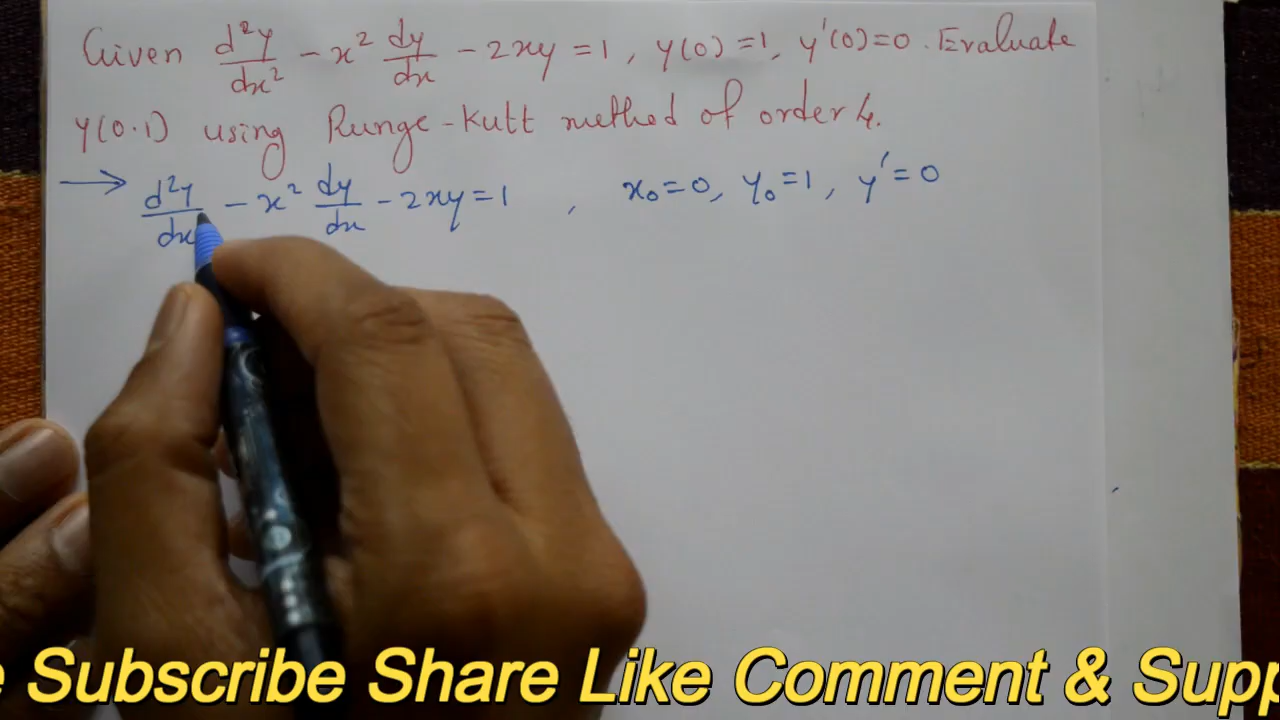 Given d²y/dx² - x² dy/dx - 2xy = 1, y(0) = 1, y'(0) = 0. Evaluate
y(0.1) using Runge-Kutt method of order 4.
→ d²y/dx - x² dy/dx - 2xy = 1 , x₀ = 0, y₀ = 1, y' = 0
e Subscribe Share Like Comment & Supp